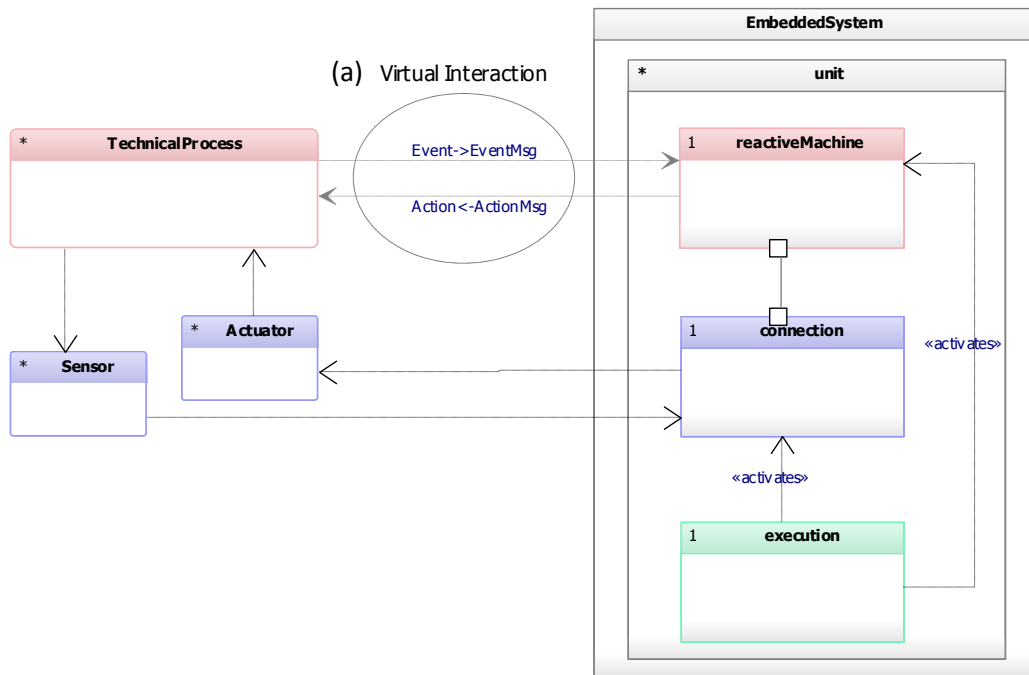 EmbeddedSystem
(a) Virtual Interaction
* unit
* TechnicalProcess
1 reactiveMachine
Event->EventMsg
Action<-ActionMsg
* Actuator
1 connection
* Sensor
«activates»
«activates»
1 execution